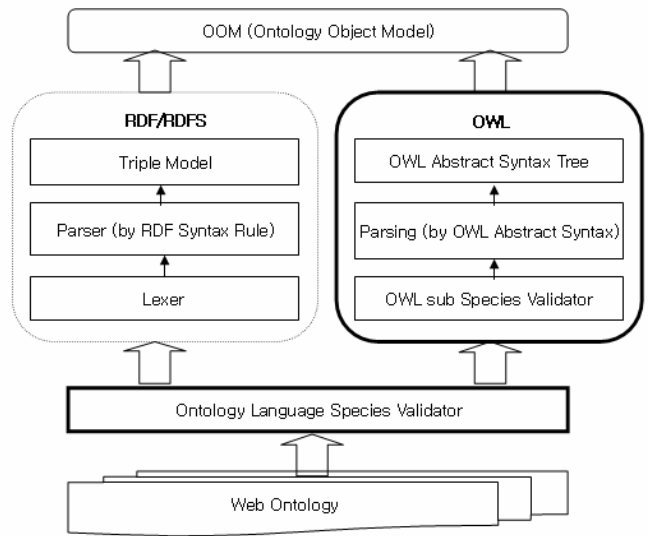 OOM (Ontology Object Model)
RDF/RDFS
Triple Model
Parser (by RDF Syntax Rule)
Lexer
OWL
OWL Abstract Syntax Tree
Parsing (by OWL Abstract Syntax)
OWL sub Species Validator
Ontology Language Species Validator
Web Ontology